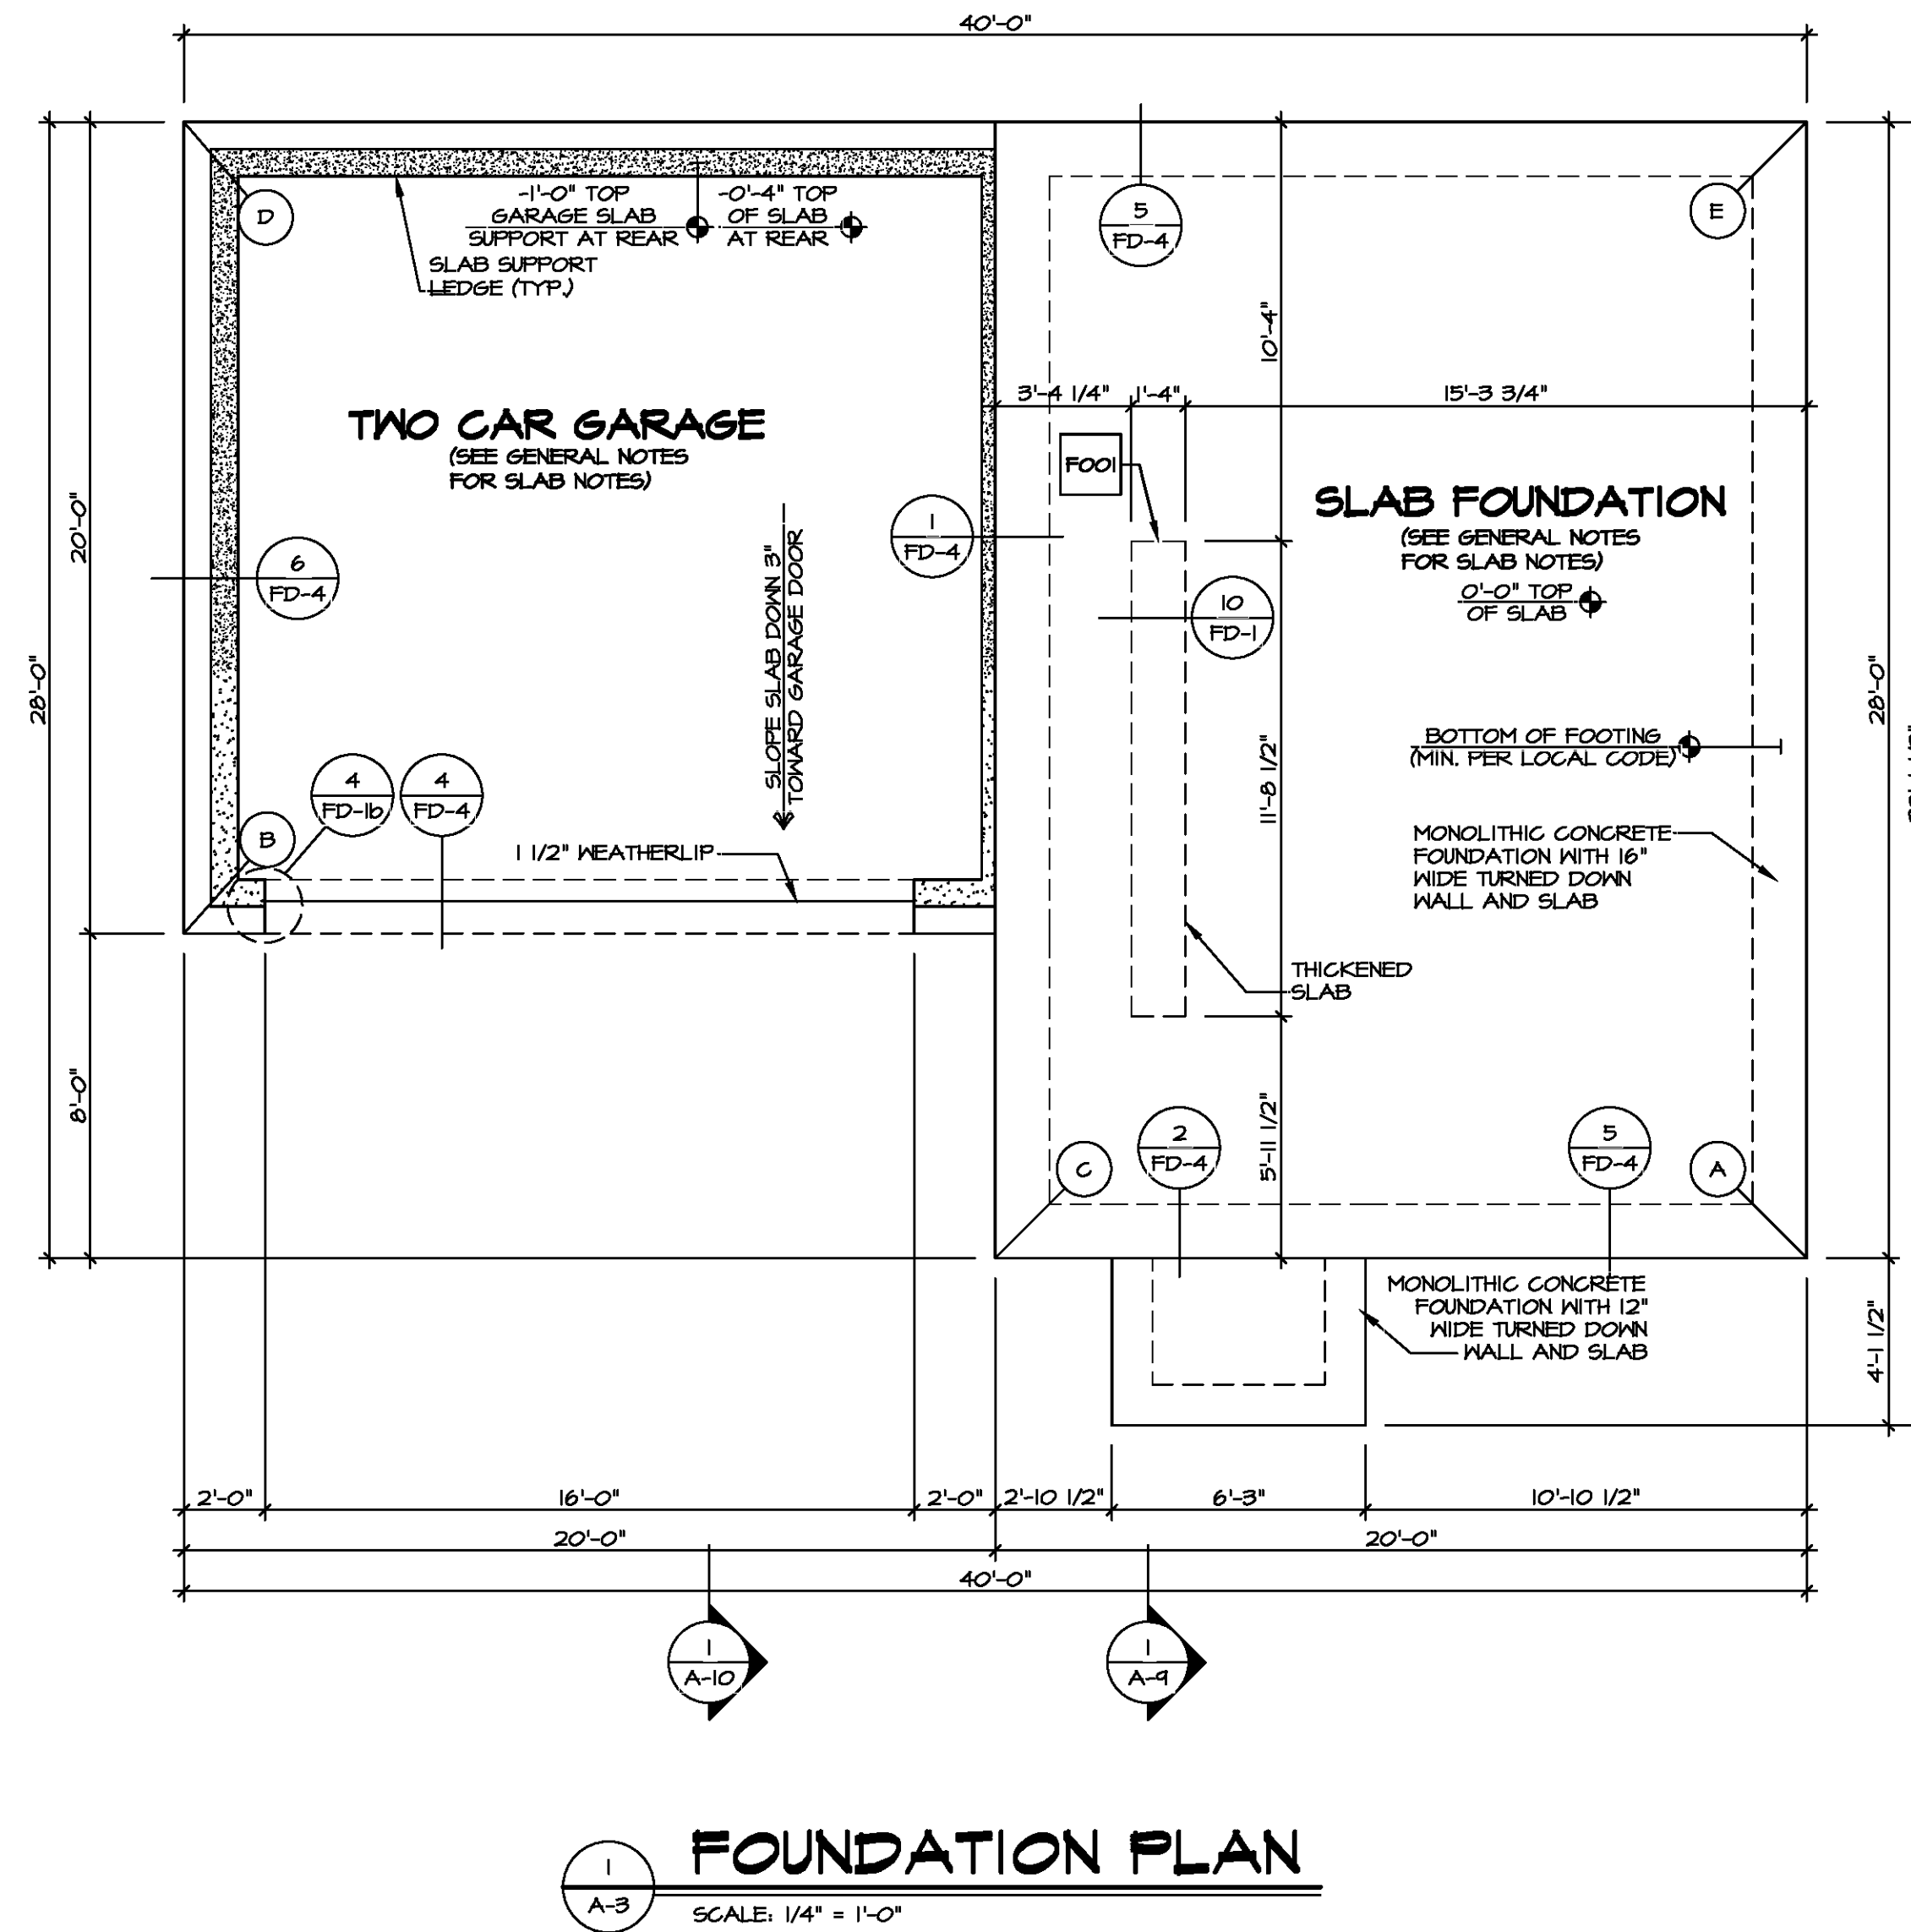 40'-0"
D
-1'-0" TOP
GARAGE SLAB
SUPPORT AT REAR
-0'-4" TOP
OF SLAB
AT REAR
SLAB SUPPORT
LEDGE (TYP.)
5
FD-4
E
10'-4"
3'-4 1/4"
1'-4"
15'-3 3/4"
TWO CAR GARAGE
(SEE GENERAL NOTES
FOR SLAB NOTES)
F001
SLAB FOUNDATION
(SEE GENERAL NOTES
FOR SLAB NOTES)
0'-0" TOP
OF SLAB
20'-0"
28'-0"
6
FD-4
1
FD-4
10
FD-1
SLOPE SLAB DOWN 3"
TOWARD GARAGE DOOR
28'-0"
BOTTOM OF FOOTING
(MIN. PER LOCAL CODE)
11'-8 1/2"
4
FD-1b
4
FD-4
B
1 1/2" WEATHERLIP
MONOLITHIC CONCRETE
FOUNDATION WITH 16"
WIDE TURNED DOWN
WALL AND SLAB
THICKENED
SLAB
8'-0"
5'-11 1/2"
C
2
FD-4
5
FD-4
A
MONOLITHIC CONCRETE
FOUNDATION WITH 12"
WIDE TURNED DOWN
WALL AND SLAB
4'-1 1/2"
2'-0"
16'-0"
2'-0"
2'-10 1/2"
6'-3"
10'-10 1/2"
20'-0"
20'-0"
40'-0"
1
A-10
1
A-9
1
A-3
FOUNDATION PLAN
SCALE: 1/4" = 1'-0"